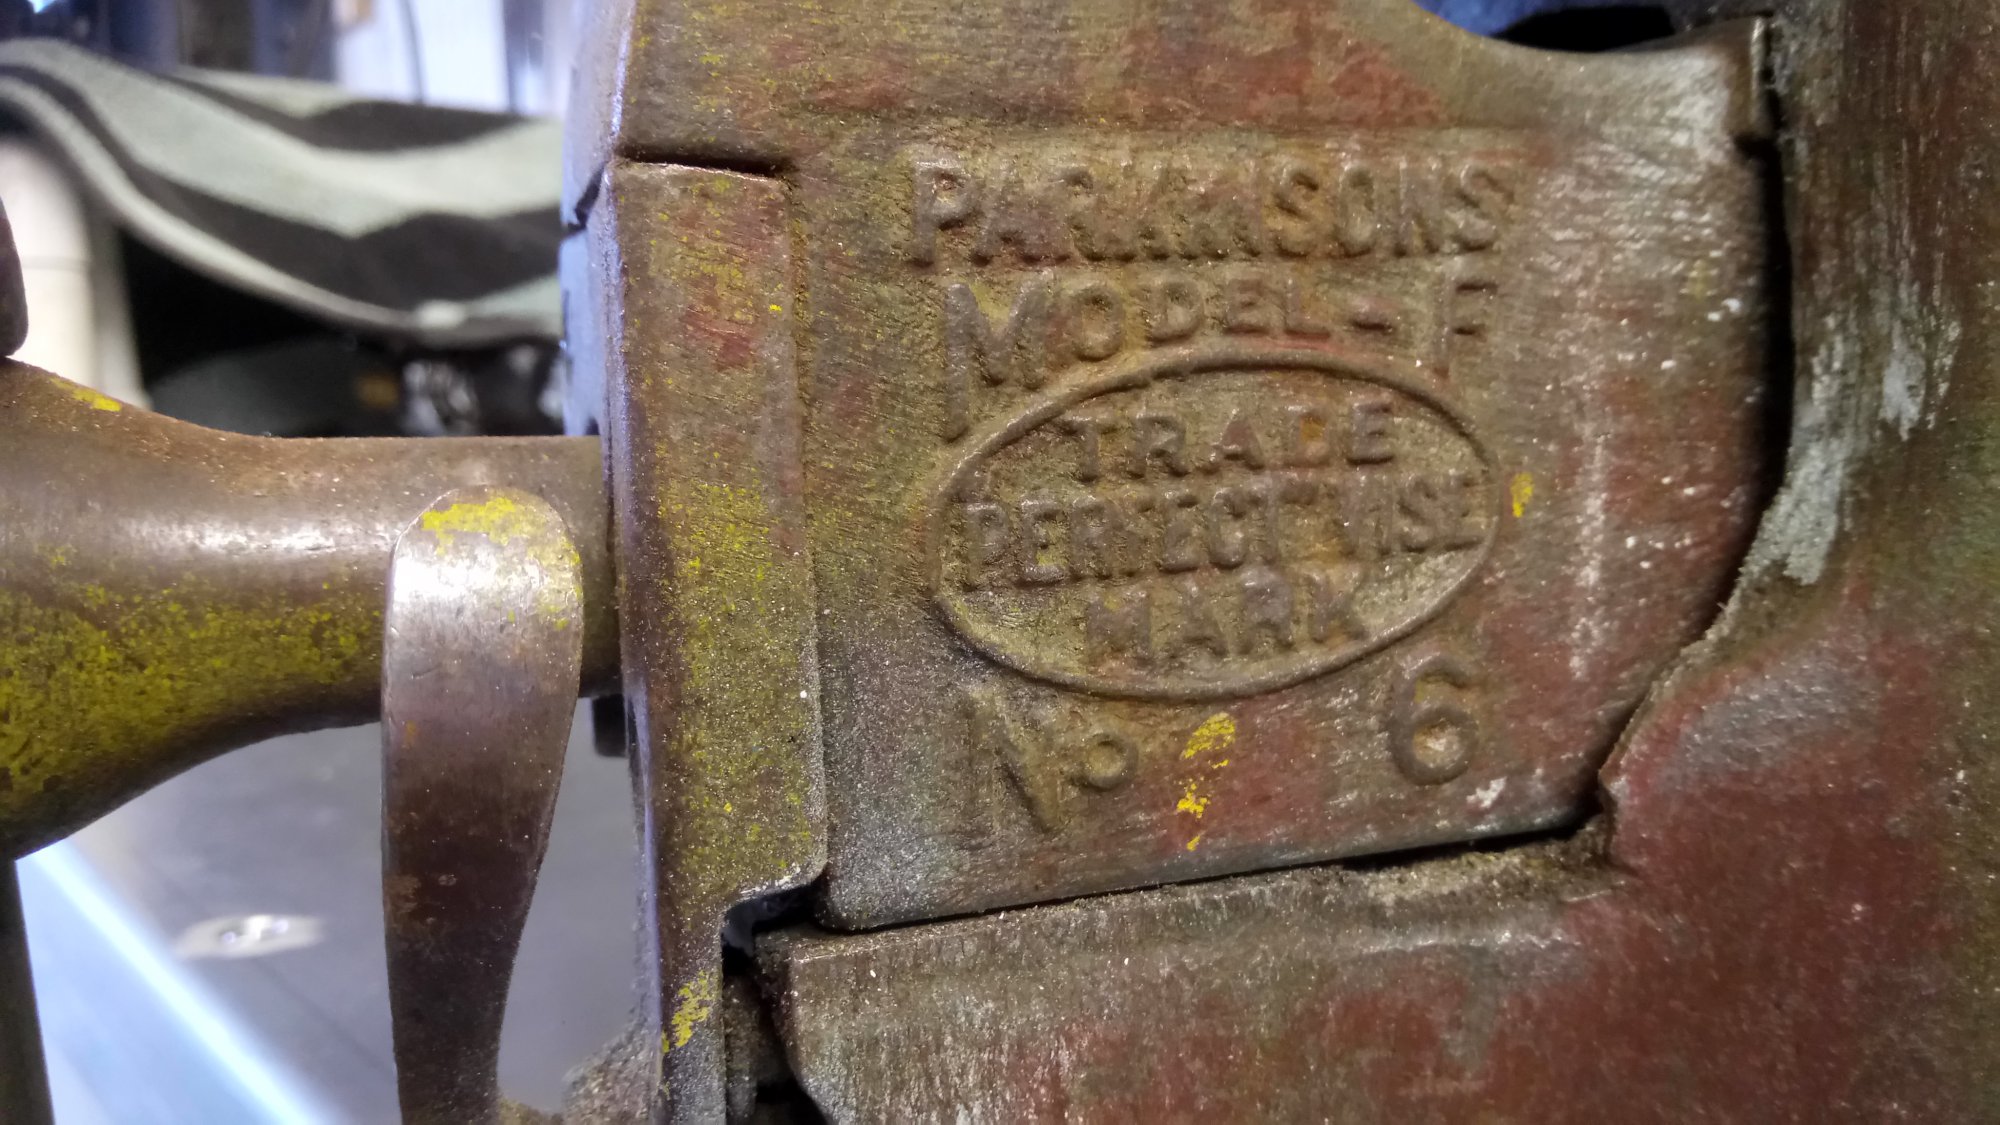 PARKINSONS
MODEL-F
TRADE
"PERFECT" VISE
MARK
No 6